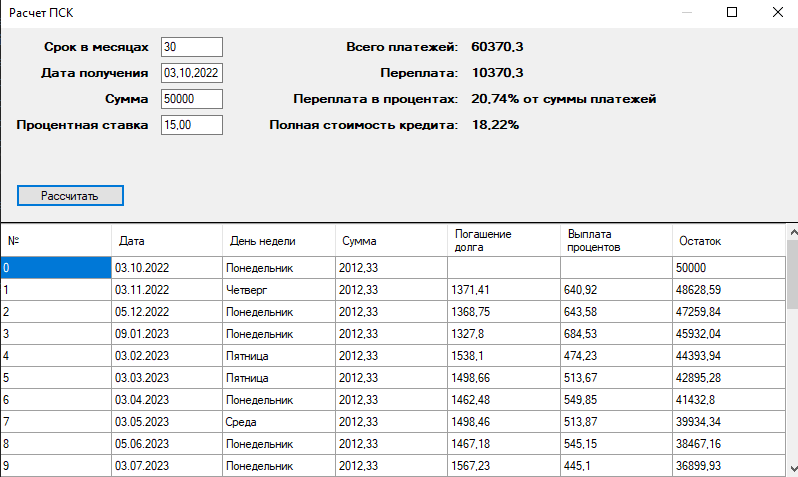 Расчет ПСК
Срок в месяцах 30 Всего платежей: 60370,3
Дата получения 03,10,2022 Переплата: 10370,3
Сумма 50000 Переплата в процентах: 20,74% от суммы платежей
Процентная ставка 15,00 Полная стоимость кредита: 18,22%
Рассчитать
№ Дата День недели Сумма Погашение долга Выплата процентов Остаток
0 03.10.2022 Понедельник 2012,33 50000
1 03.11.2022 Четверг 2012,33 1371,41 640,92 48628,59
2 05.12.2022 Понедельник 2012,33 1368,75 643,58 47259,84
3 09.01.2023 Понедельник 2012,33 1327,8 684,53 45932,04
4 03.02.2023 Пятница 2012,33 1538,1 474,23 44393,94
5 03.03.2023 Пятница 2012,33 1498,66 513,67 42895,28
6 03.04.2023 Понедельник 2012,33 1462,48 549,85 41432,8
7 03.05.2023 Среда 2012,33 1498,46 513,87 39934,34
8 05.06.2023 Понедельник 2012,33 1467,18 545,15 38467,16
9 03.07.2023 Понедельник 2012,33 1567,23 445,1 36899,93